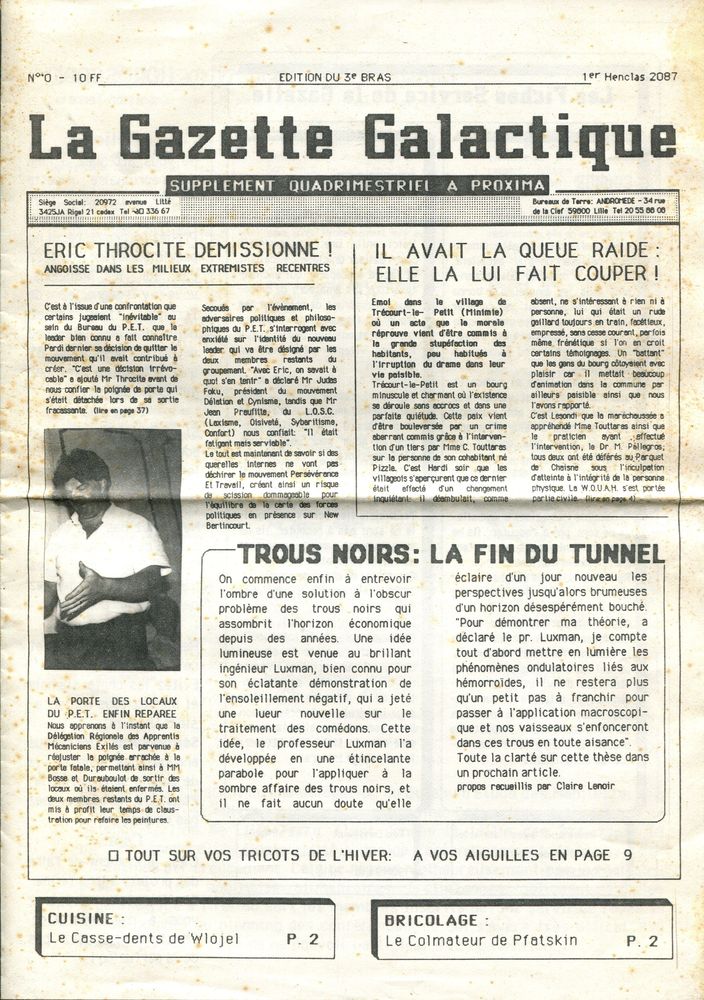 N°0 - 10 FF
EDITION DU 3e BRAS
1er Henclas 2087
La Gazette Galactique
SUPPLEMENT QUADRIMESTRIEL A PROXIMA
Siège Social: 20972 avenue Litté
3425JA Rigel 21 cedex Tel 336 67
Bureaux de Terre: ANDROMEDE - 34 rue
de la Clef 59800 Lille Tel 20 55 88 08
ERIC THROCITE DEMISSIONNE !
ANGOISSE DANS LES MILIEUX EXTREMISTES RECENTRES
C'est à l'issue d'une confrontation que
certains jugeaient "inévitable" au
sein du Bureau du P.E.T. que le
leader bien connu a fait connaître
Perdi dernier sa décision de quitter le
mouvement qu'il avait contribué à
créer. "C'est une décision irrévo-
cable" a ajouté Mr Throcite avant de
nous confier la poignée de porte qui
s'était détachée lors de sa sortie
fracassante. (lire en page 37)
Secoués par l'évènement, les
adversaires politiques et philoso-
phiques du P.E.T. s'interrogent avec
anxiété sur l'identité du nouveau
leader qui va être désigné par les
deux membres restants du
groupement. "Avec Eric, on savait à
quoi s'en tenir" a déclaré Mr Judas
Foku, président du mouvement
Délation et Cynisme, tandis que Mr
Jean Prauffite, du L.O.S.C.
(Laxisme, Oisiveté, Sybaritisme,
Confort) nous confiait: "Il était
fatigant mais serviable".
Le tout est maintenant de savoir si des
querelles internes ne vont pas
déchirer le mouvement Persévérance
Et Travail, créant ainsi un risque
de scission dommageable pour
l'équilibre de la carte des forces
politiques en présence sur New
Bertincourt.
LA PORTE DES LOCAUX
DU P.E.T. ENFIN REPAREE
Nous apprenons à l'instant que la
Délégation Régionale des Apprentis
Mécaniciens Exilés est parvenue à
réajuster la poignée arrachée à la
porte fatale, permettant ainsi à MM
Bosse et Duraboulot de sortir des
locaux où ils étaient enfermés. Les
deux membres restants du P.E.T. ont
mis à profit leur temps de claus-
tration pour refaire les peintures.
IL AVAIT LA QUEUE RAIDE :
ELLE LA LUI FAIT COUPER !
Emoi dans le village de
Trécourt-le- Petit (Minimie)
où un acte que la morale
réprouve vient d'être commis à
la grande stupéfaction des
habitants, peu habitués à
l'irruption du drame dans leur
vie paisible.
Trécourt-le-Petit est un bourg
minuscule et charmant où l'existence
se déroule sans accrocs et dans une
parfaite quiétude. Cette paix vient
d'être bouleversée par un crime
aberrant commis grâce à l'interven-
tion d'un tiers par Mme C. Touttares
sur la personne de son cohabitant né
Pizzle. C'est Hardi soir que les
villageois s'aperçurent que ce dernier
était effecté d'un changement
inquiétant: il déambulait, comme
absent, ne s'intéressant à rien ni à
personne, lui qui était un rude
gaillard toujours en train, facétieux,
empressé, sans cesse courant, parfois
même frénétique si l'on en croit
certains témoignages. Un "battant"
que les gens du bourg côtoyaient avec
plaisir car il mettait beaucoup
d'animation dans la commune par
ailleurs paisible ainsi que nous
l'avons rapporté.
C'est Lesondi que la maréchaussée a
appréhendé Mme Touttares ainsi que
le praticien ayant effectué
l'intervention, le Dr M. Pellegros;
tous deux ont été déférés au Parquet
de Chaisne sous l'inculpation
d'atteinte à l'intégrité de la personne
physique. La W.O.U.A.H. s'est portée
partie civile. (lire en page 4)
TROUS NOIRS: LA FIN DU TUNNEL
On commence enfin à entrevoir
l'ombre d'une solution à l'obscur
problème des trous noirs qui
assombrit l'horizon économique
depuis des années. Une idée
lumineuse est venue au brillant
ingénieur Luxman, bien connu pour
son éclatante démonstration de
l'ensoleillement négatif, qui a jeté
une lueur nouvelle sur le
traitement des comédons. Cette
idée, le professeur Luxman l'a
développée en une étincelante
parabole pour l'appliquer à la
sombre affaire des trous noirs, et
il ne fait aucun doute qu'elle
éclaire d'un jour nouveau les
perspectives jusqu'alors brumeuses
d'un horizon désespérément bouché.
"Pour démontrer ma théorie, a
déclaré le pr. Luxman, je compte
tout d'abord mettre en lumière les
phénomènes ondulatoires liés aux
hémorroïdes, il ne restera plus
qu'un petit pas à franchir pour
passer à l'application macroscopi-
que et nos vaisseaux s'enfonceront
dans ces trous en toute aisance".
Toute la clarté sur cette thèse dans
un prochain article.
propos recueillis par Claire Lenoir
□ TOUT SUR VOS TRICOTS DE L'HIVER: A VOS AIGUILLES EN PAGE 9
CUISINE :
Le Casse-dents de Wlojel P. 2
BRICOLAGE :
Le Colmateur de Pfatskin P. 2